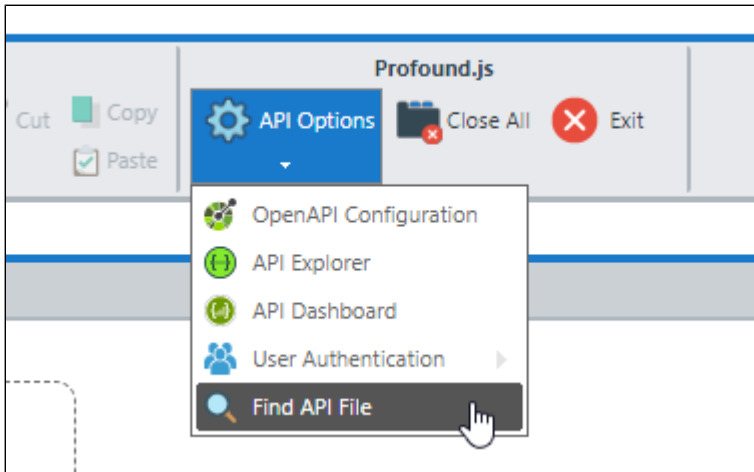 Profound.js
Cut
Copy
Paste
API Options
Close All
Exit
OpenAPI Configuration
API Explorer
API Dashboard
User Authentication
Find API File